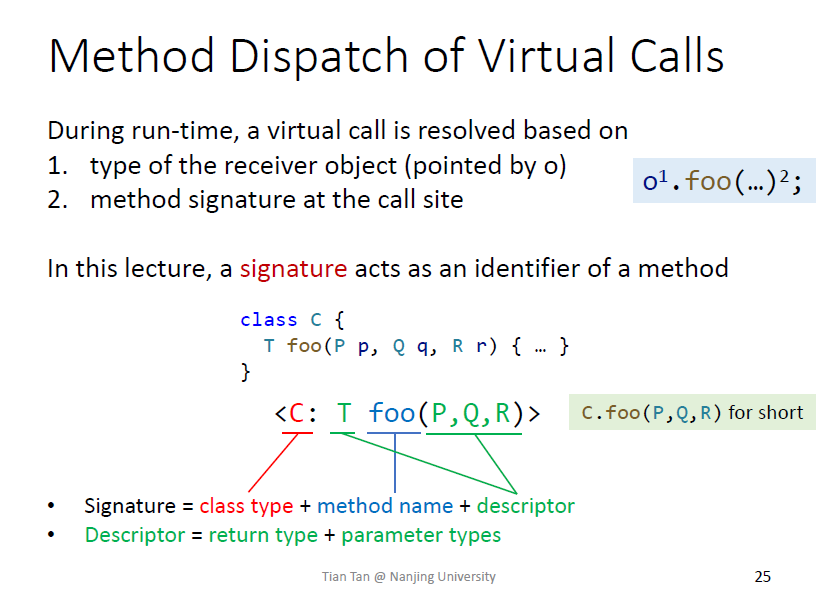 Method Dispatch of Virtual Calls
During run-time, a virtual call is resolved based on
1. type of the receiver object (pointed by o)
2. method signature at the call site
o¹.foo(…)²;
In this lecture, a signature acts as an identifier of a method
class C {
T foo(P p, Q q, R r) { … }
}
<C: T foo(P,Q,R)>
C.foo(P,Q,R) for short
• Signature = class type + method name + descriptor
• Descriptor = return type + parameter types
Tian Tan @ Nanjing University
25